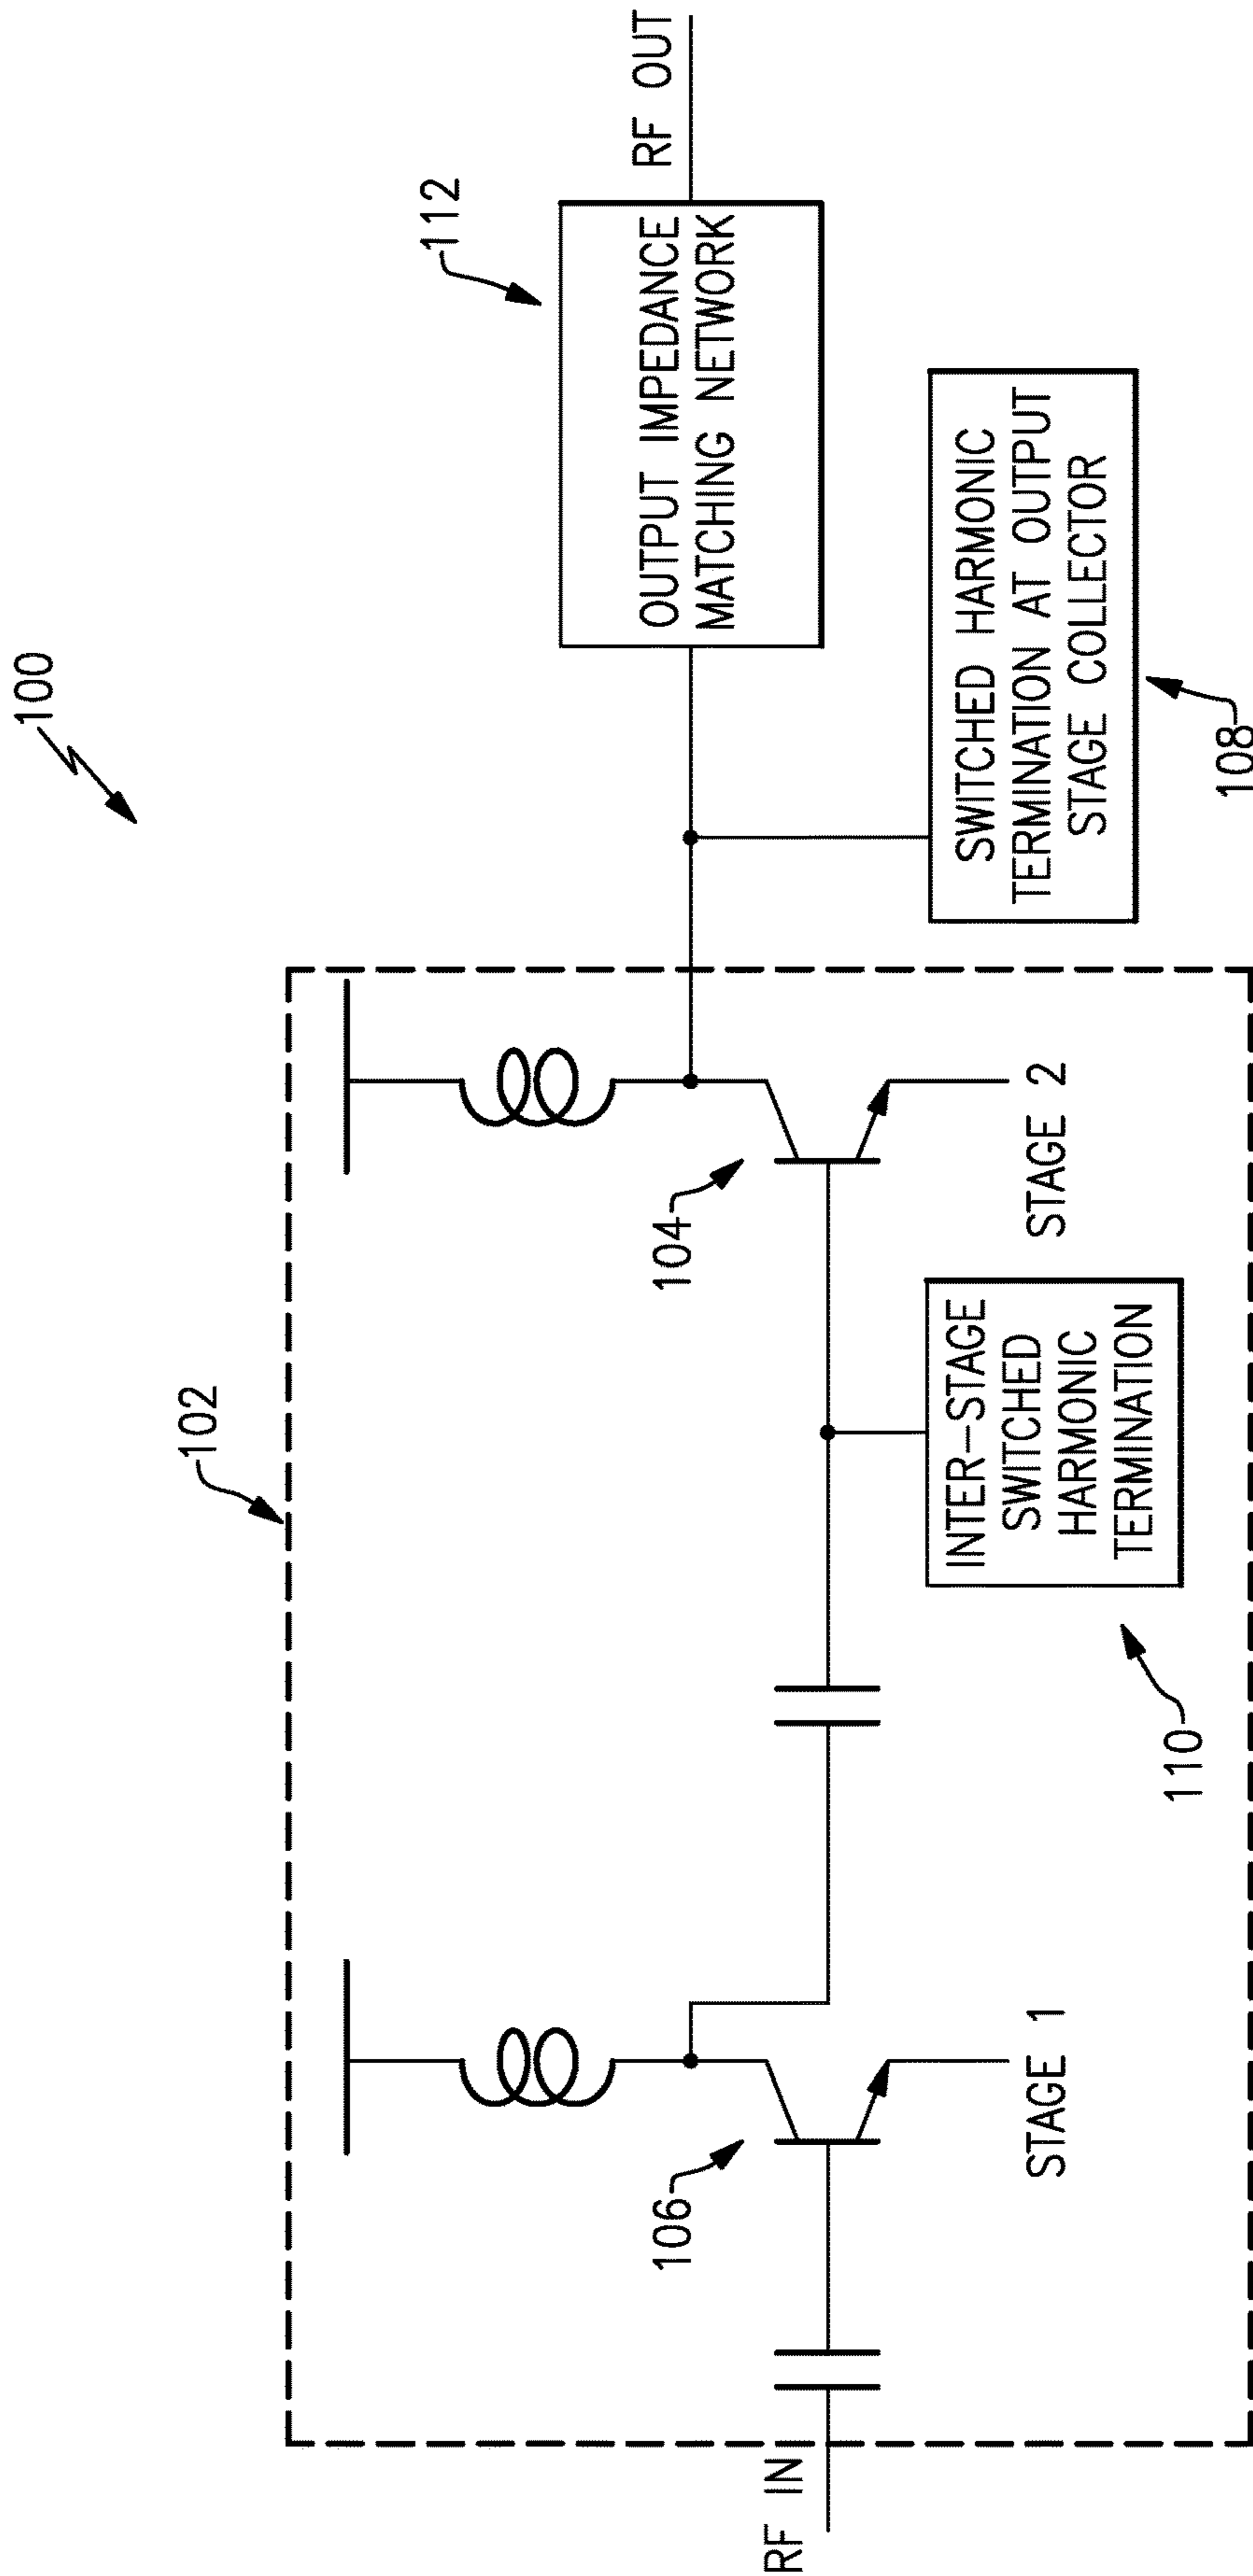 100
102
112
RF OUT
OUTPUT IMPEDANCE
MATCHING NETWORK
104
106
SWITCHED HARMONIC
TERMINATION AT OUTPUT
STAGE COLLECTOR
108
RF IN
STAGE 1
STAGE 2
INTER-STAGE
SWITCHED
HARMONIC
TERMINATION
110